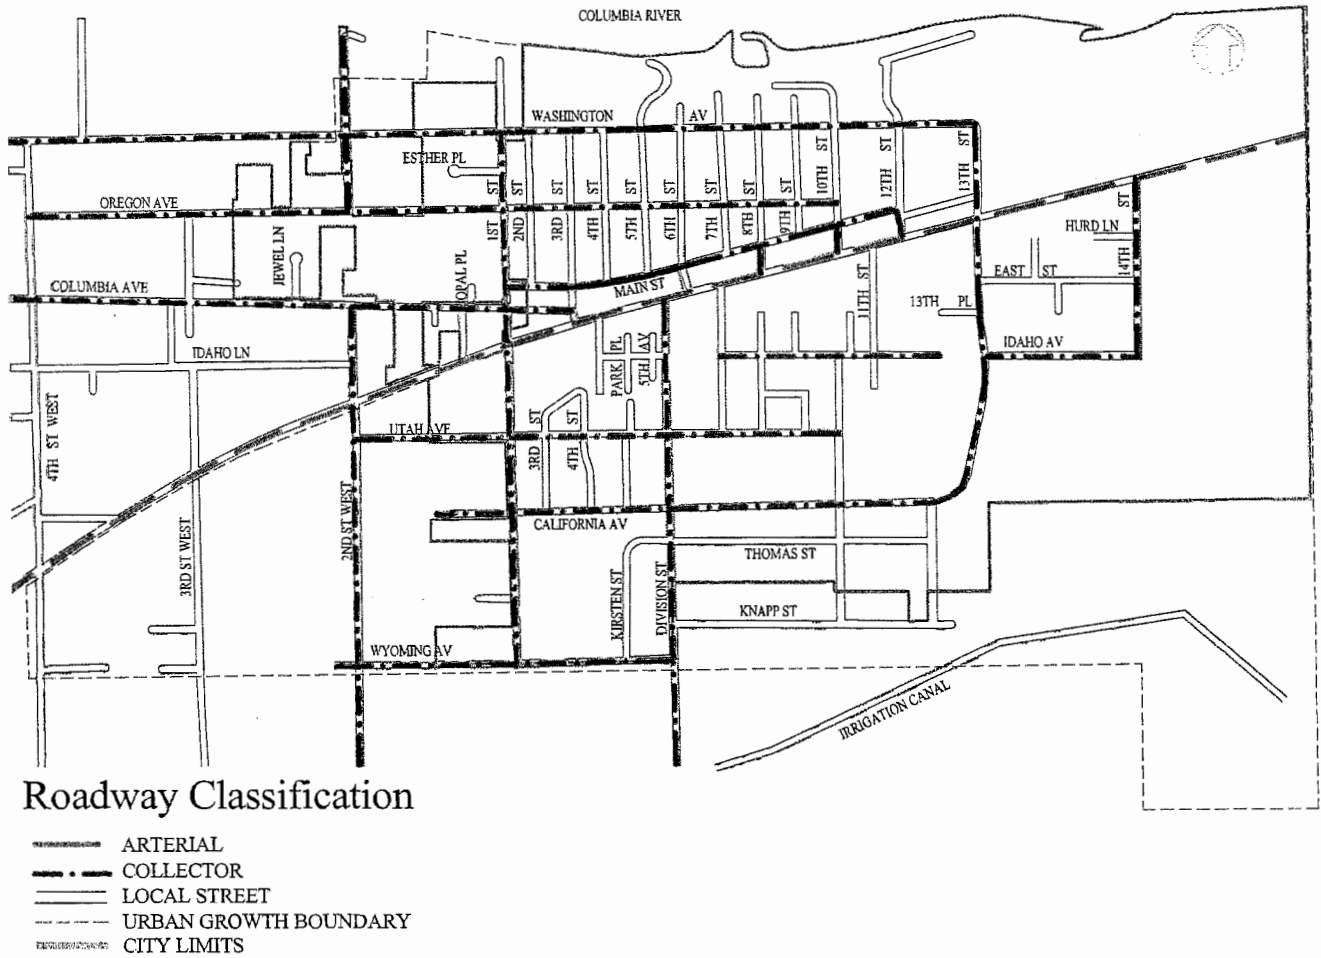 COLUMBIA RIVER
WASHINGTON AV
ESTHER PL
OREGON AVE
1ST ST
2ND ST
3RD ST
4TH ST
5TH ST
6TH ST
7TH ST
8TH ST
9TH ST
10TH ST
12TH ST
13TH ST
14TH ST
HURD LN
JEWEL LN
OPAL PL
COLUMBIA AVE
MAIN ST
11TH ST
EAST ST
13TH PL
IDAHO LN
PARK PL
5TH AV
IDAHO AV
4TH ST WEST
UTAH AVE
3RD ST
4TH ST
2ND ST WEST
3RD ST WEST
CALIFORNIA AV
THOMAS ST
KIRSTEN ST
DIVISION ST
KNAPP ST
WYOMING AV
IRRIGATION CANAL
Roadway Classification
ARTERIAL
COLLECTOR
LOCAL STREET
URBAN GROWTH BOUNDARY
CITY LIMITS